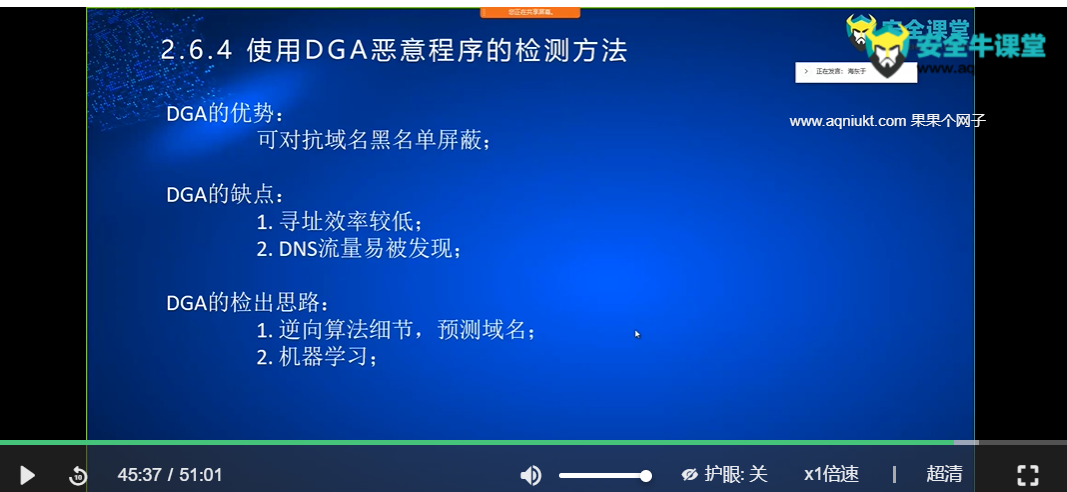 您正在共享屏幕。
2.6.4 使用DGA恶意程序的检测方法
安全课堂
安全牛课堂
www.aq
正在发言: 海东于
www.aqniukt.com 果果个网子
DGA的优势:
可对抗域名黑名单屏蔽;
DGA的缺点:
1. 寻址效率较低;
2. DNS流量易被发现;
DGA的检出思路:
1. 逆向算法细节，预测域名;
2. 机器学习;
10
45:37 / 51:01
护眼: 关
x1倍速
超清